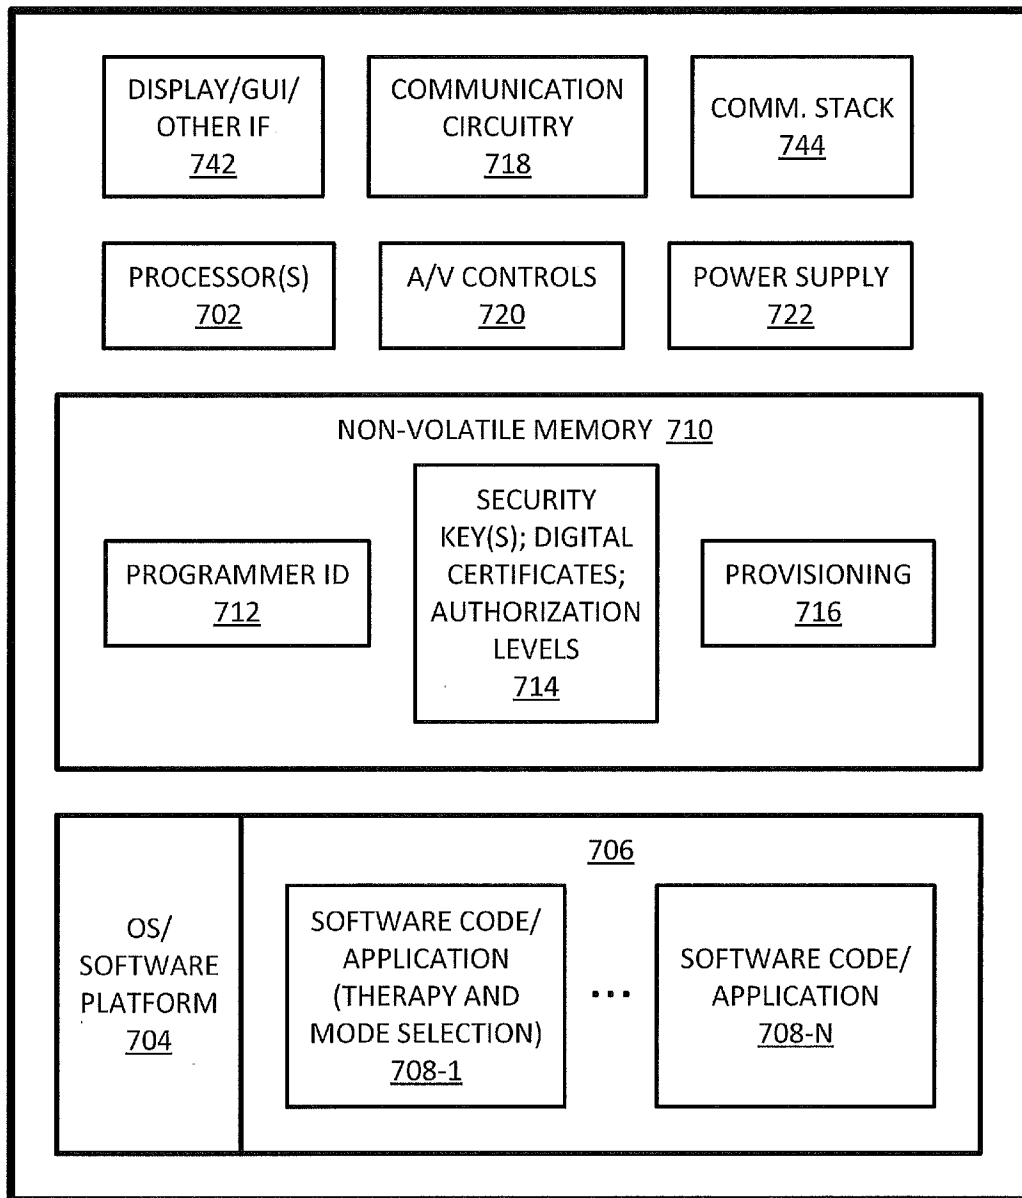 DISPLAY/GUI/
OTHER IF
742
COMMUNICATION
CIRCUITRY
718
COMM. STACK
744
PROCESSOR(S)
702
A/V CONTROLS
720
POWER SUPPLY
722
NON-VOLATILE MEMORY 710
PROGRAMMER ID
712
SECURITY
KEY(S); DIGITAL
CERTIFICATES;
AUTHORIZATION
LEVELS
714
PROVISIONING
716
OS/
SOFTWARE
PLATFORM
704
706
SOFTWARE CODE/
APPLICATION
(THERAPY AND
MODE SELECTION)
708-1
...
SOFTWARE CODE/
APPLICATION
708-N